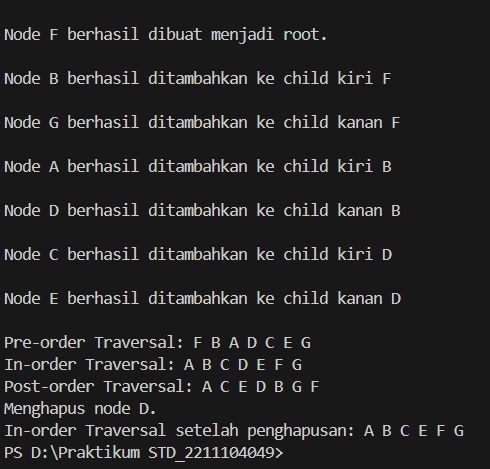 Node F berhasil dibuat menjadi root.
Node B berhasil ditambahkan ke child kiri F
Node G berhasil ditambahkan ke child kanan F
Node A berhasil ditambahkan ke child kiri B
Node D berhasil ditambahkan ke child kanan B
Node C berhasil ditambahkan ke child kiri D
Node E berhasil ditambahkan ke child kanan D
Pre-order Traversal: F B A D C E G
In-order Traversal: A B C D E F G
Post-order Traversal: A C E D B G F
Menghapus node D.
In-order Traversal setelah penghapusan: A B C E F G
PS D:\Praktikum STD_2211104049>